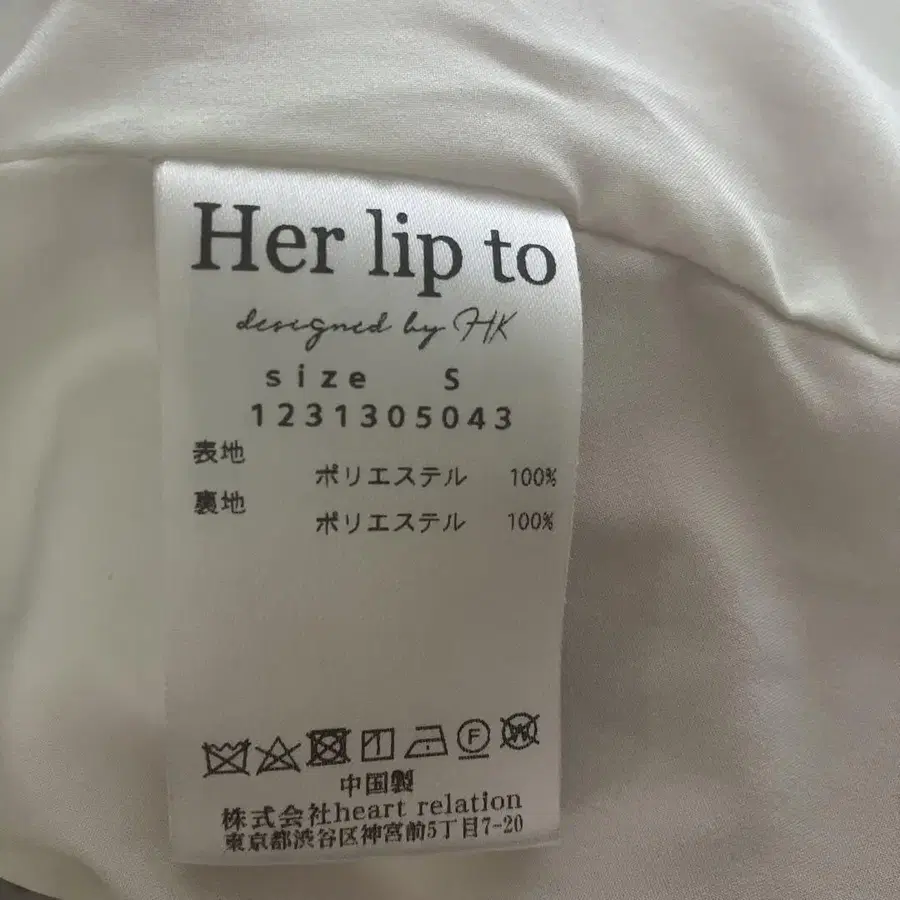 Her lip to
designed by HK
size S
1231305043
表地
ポリエステル 100%
裏地
ポリエステル 100%
F
W
中国製
株式会社heart relation
東京都渋谷区神宮前5丁目7-20